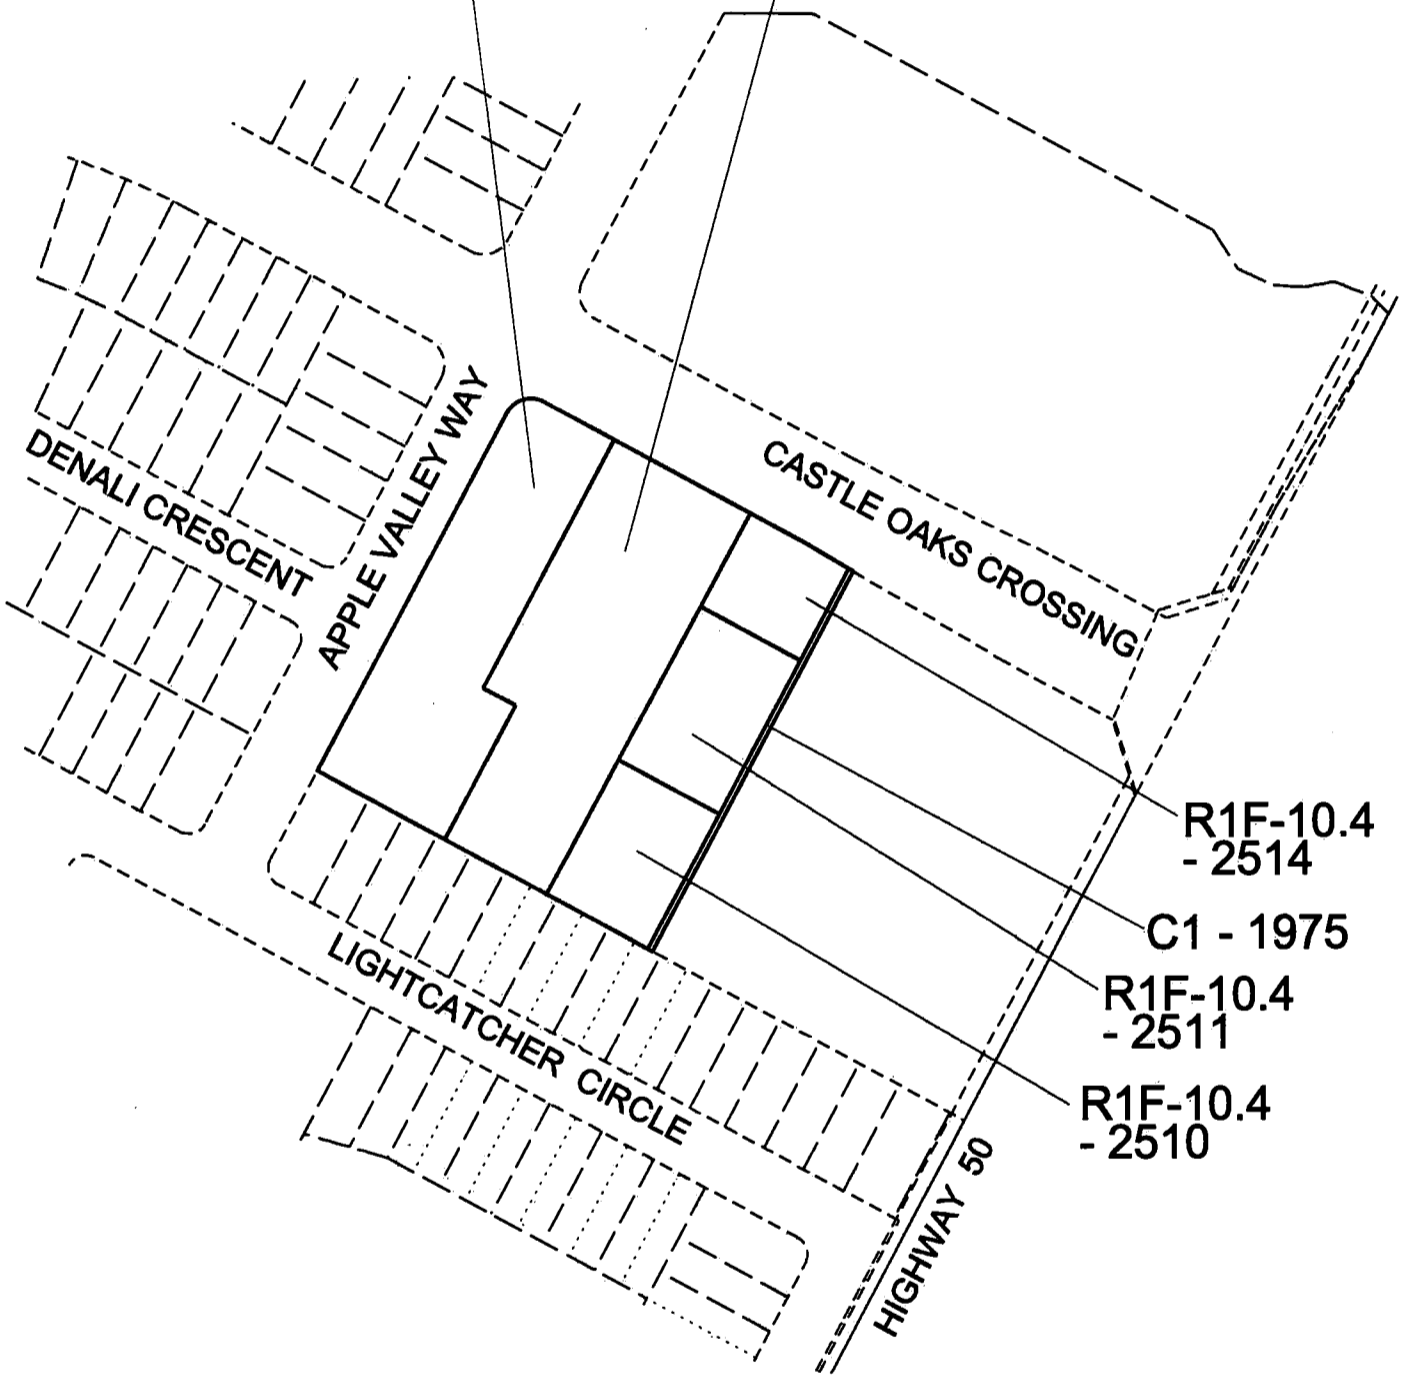 DENALI CRESCENT
APPLE VALLEY WAY
CASTLE OAKS CROSSING
R1F-10.4
- 2514
C1 - 1975
R1F-10.4
- 2511
R1F-10.4
- 2510
LIGHTCATCHER CIRCLE
HIGHWAY 50